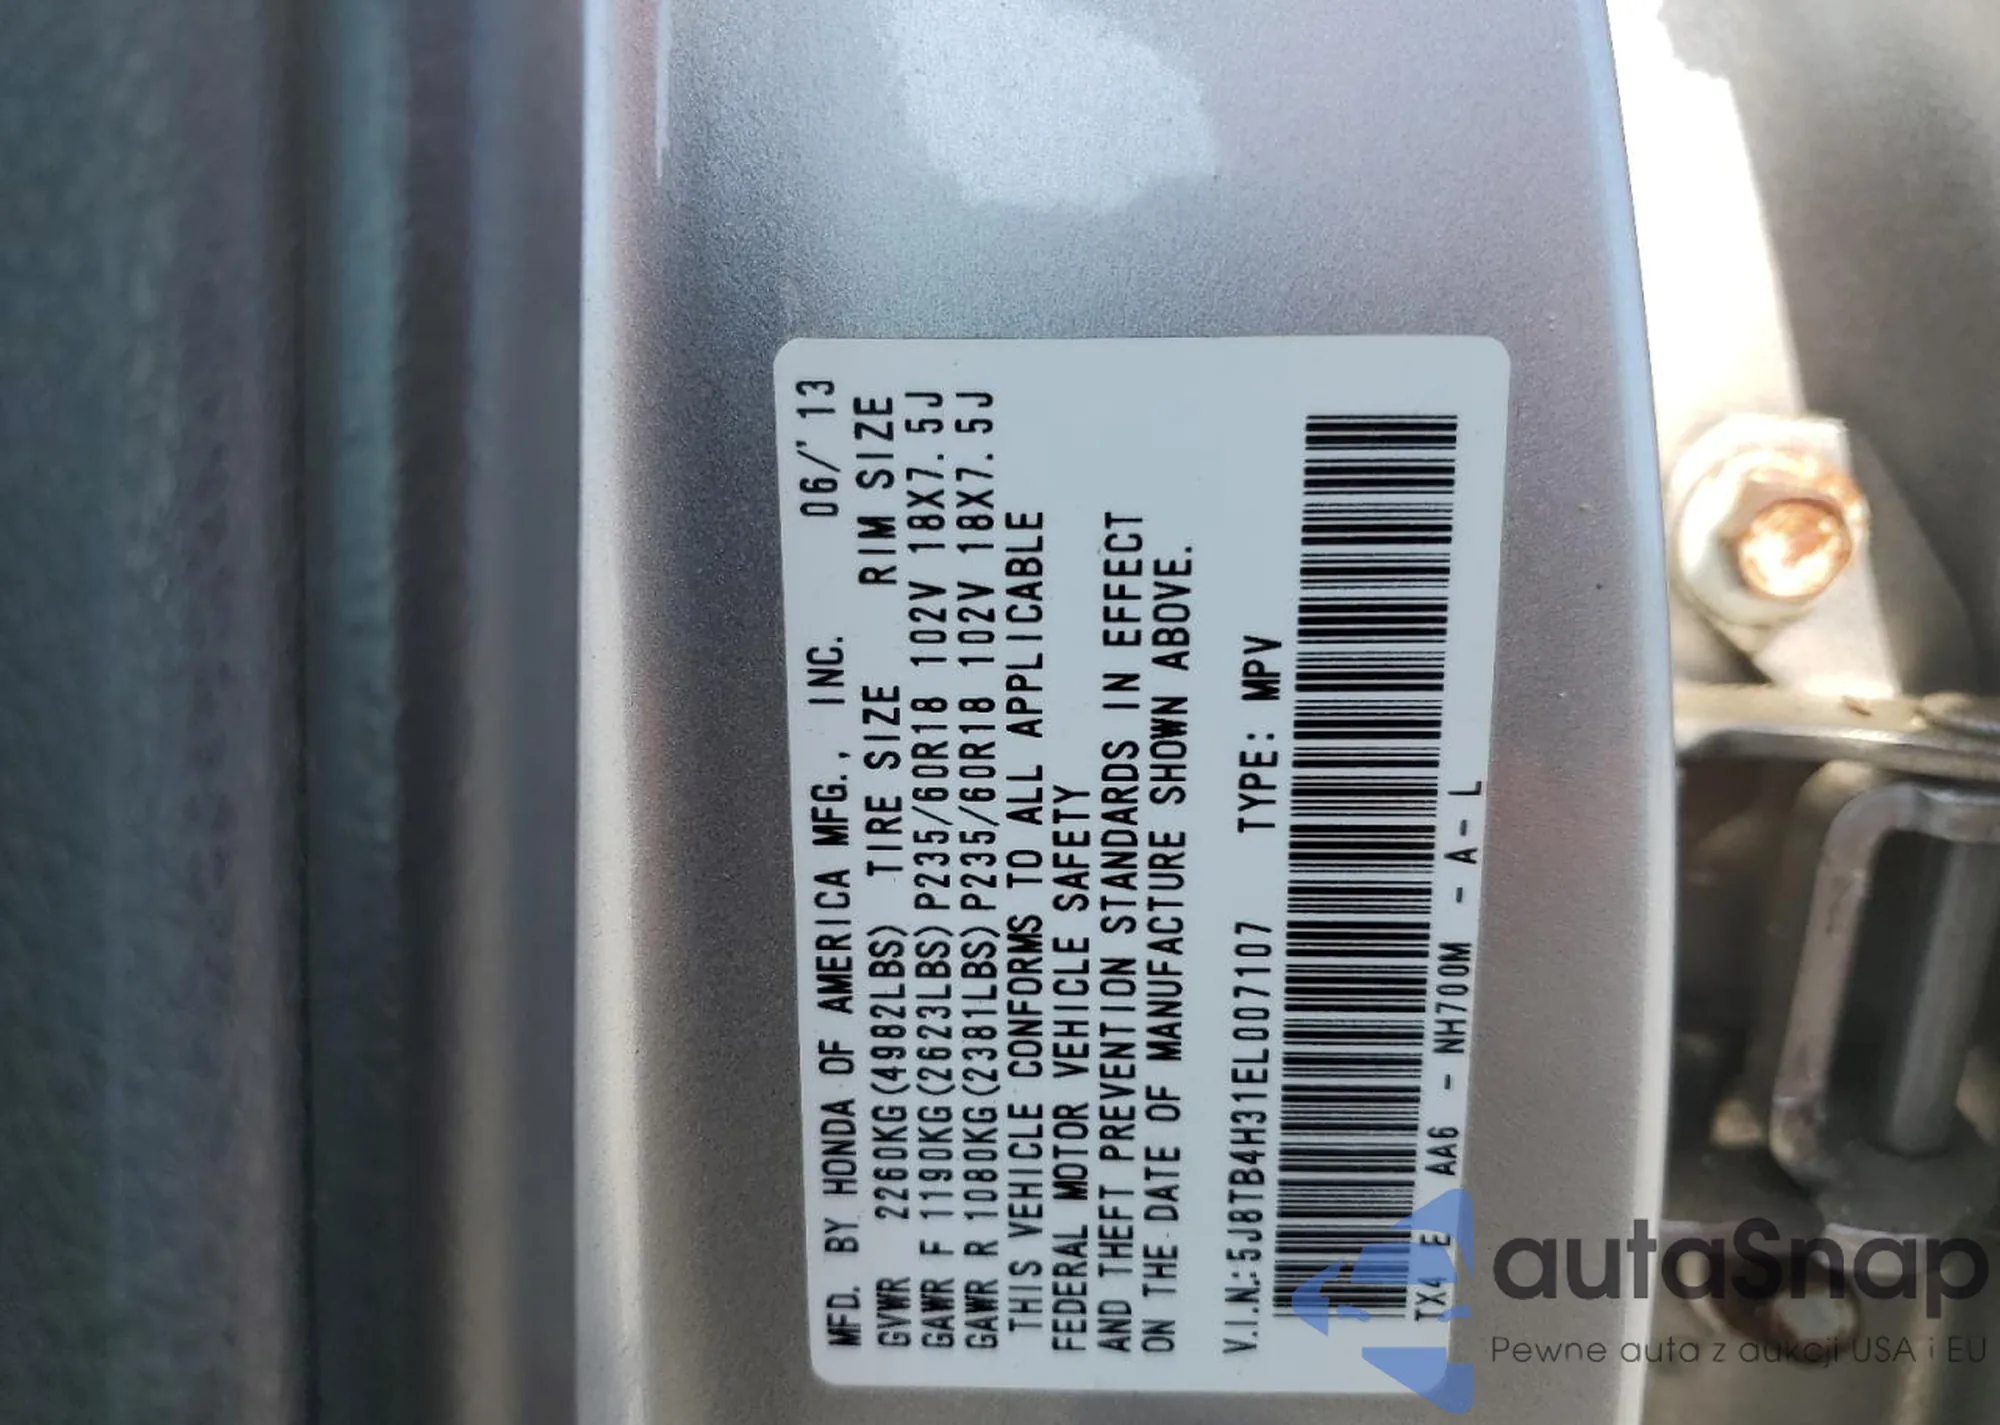 MFD. BY HONDA OF AMERICA MFG., INC. 06/'13
GVWR 2260KG(4982LBS) TIRE SIZE RIM SIZE
GAWR F 1190KG(2623LBS)P235/60R18 102V 18X7.5J
GAWR R 1080KG(2381LBS)P235/60R18 102V 18X7.5J
THIS VEHICLE CONFORMS TO ALL APPLICABLE
FEDERAL MOTOR VEHICLE SAFETY
AND THEFT PREVENTION STANDARDS IN EFFECT
ON THE DATE OF MANUFACTURE SHOWN ABOVE.
V.I.N.:5J8TB4H31EL007107 TYPE: MPV
TX4 E AA6 - NH700M - A- L
autaSnap
Pewne auta z aukcji USA i EU